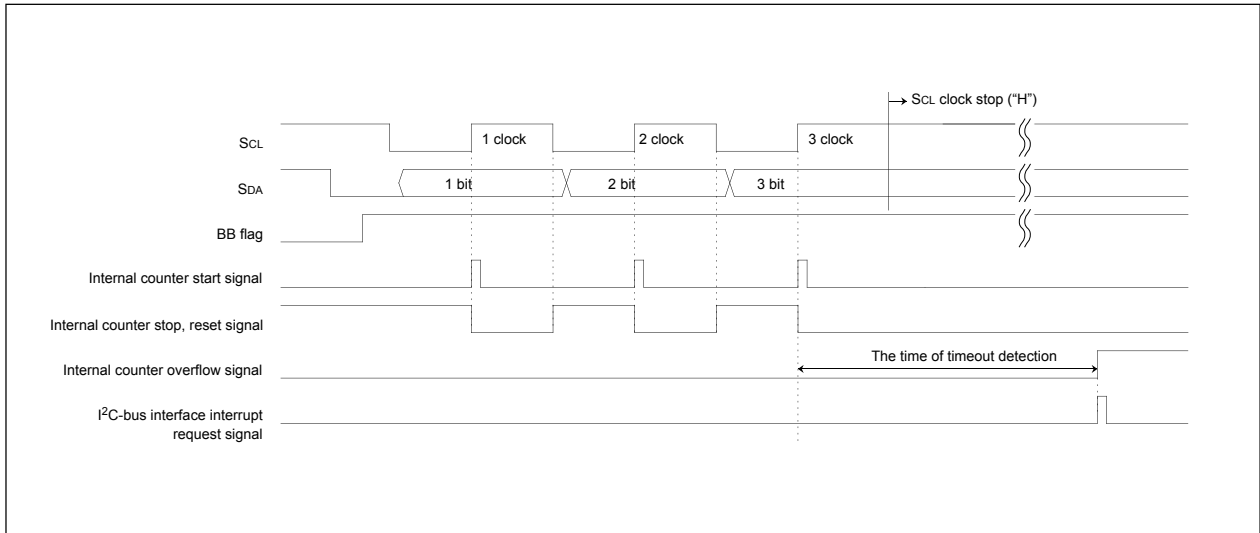 → SCL clock stop (“H”)
SCL
1 clock
2 clock
3 clock
SDA
1 bit
2 bit
3 bit
BB flag
Internal counter start signal
Internal counter stop, reset signal
The time of timeout detection
Internal counter overflow signal
I²C-bus interface interrupt
request signal